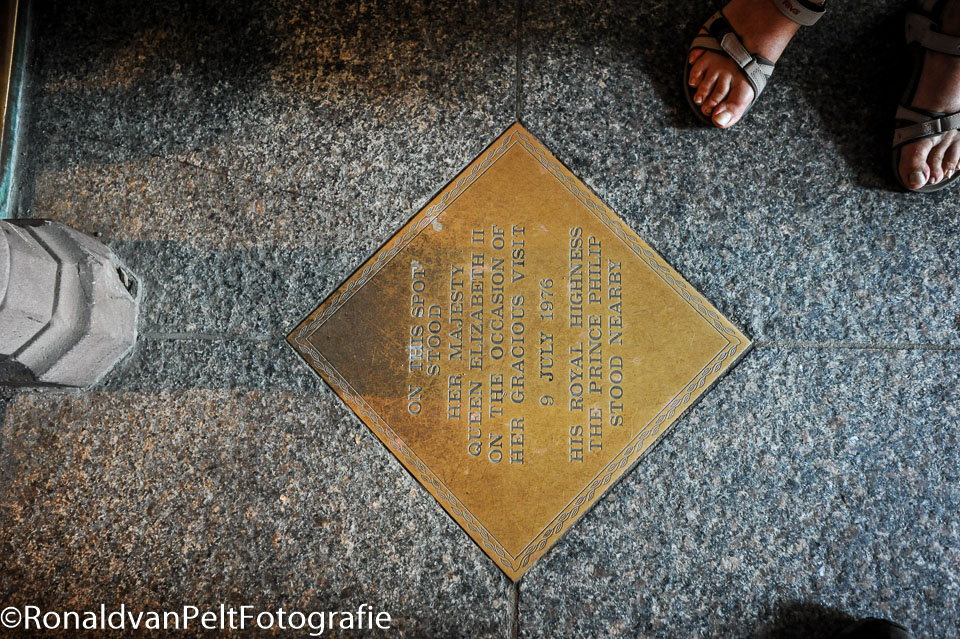 ON THIS SPOT
STOOD
HER MAJESTY
QUEEN ELIZABETH II
ON THE OCCASION OF
HER GRACIOUS VISIT
9 JULY 1976
HIS ROYAL HIGHNESS
THE PRINCE PHILIP
STOOD NEARBY
©RonaldvanPeltFotografie